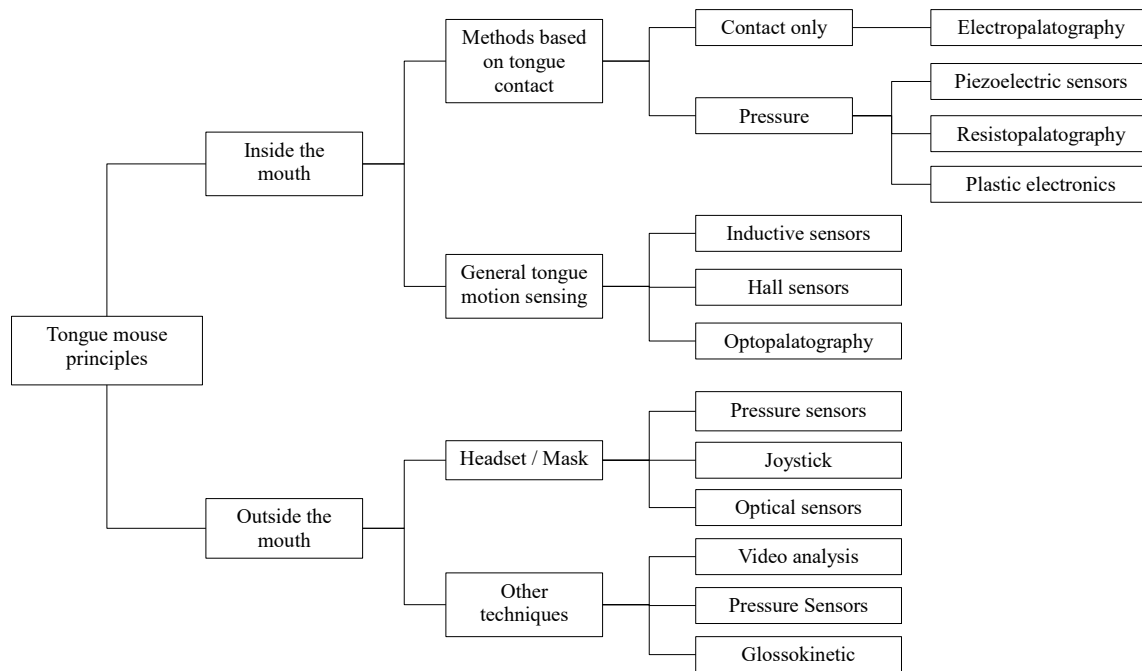 Methods based
on tongue
contact
Contact only
Electropalatography
Piezoelectric sensors
Pressure
Resistopalatography
Plastic electronics
Inside the
mouth
Inductive sensors
General tongue
motion sensing
Hall sensors
Optopalatography
Tongue mouse
principles
Pressure sensors
Headset / Mask
Joystick
Optical sensors
Outside the
mouth
Video analysis
Other
techniques
Pressure Sensors
Glossokinetic